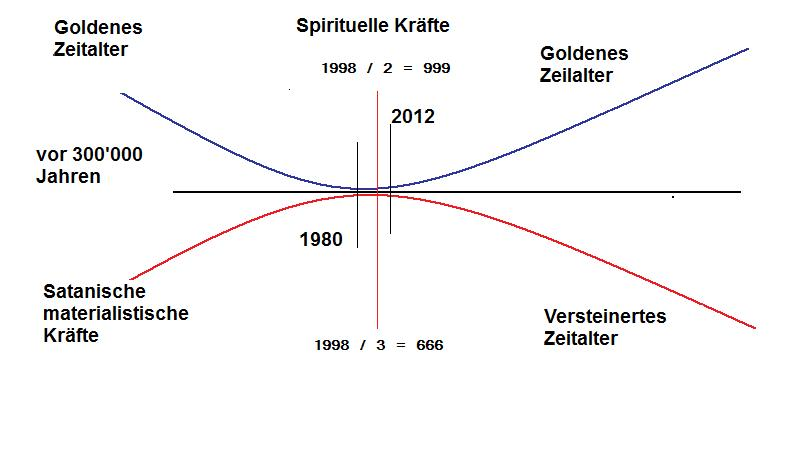 Goldenes
Zeitalter
Spirituelle Kräfte
1998 / 2 = 999
Goldenes
Zeilalter
2012
vor 300'000
Jahren
1980
Satanische
materialistische
Kräfte
Versteinertes
Zeitalter
1998 / 3 = 666